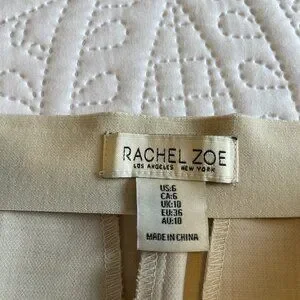 RACHEL ZOE
LOS ANGELES NEW YORK
US:6
CA:6
UK:10
EU:36
AU:10
MADE IN CHINA